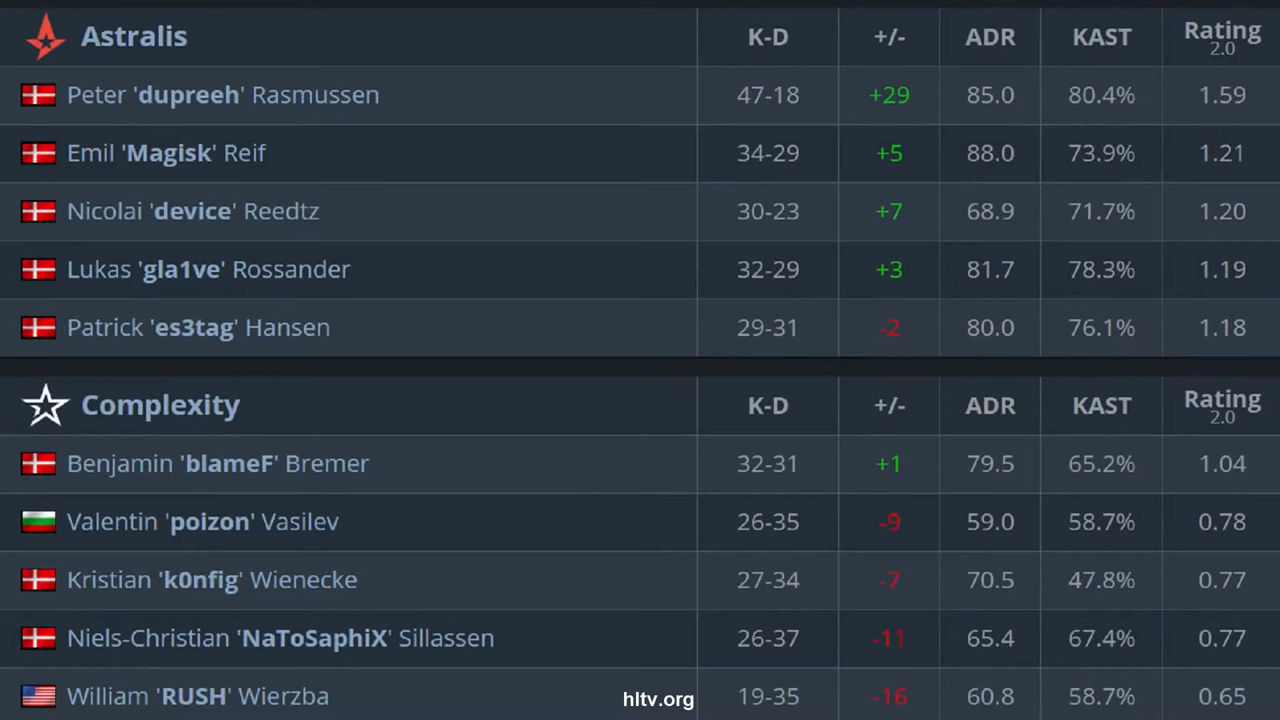 Astralis K-D +/- ADR KAST Rating 2.0
Peter 'dupreeh' Rasmussen 47-18 +29 85.0 80.4% 1.59
Emil 'Magisk' Reif 34-29 +5 88.0 73.9% 1.21
Nicolai 'device' Reedtz 30-23 +7 68.9 71.7% 1.20
Lukas 'gla1ve' Rossander 32-29 +3 81.7 78.3% 1.19
Patrick 'es3tag' Hansen 29-31 -2 80.0 76.1% 1.18
Complexity K-D +/- ADR KAST Rating 2.0
Benjamin 'blameF' Bremer 32-31 +1 79.5 65.2% 1.04
Valentin 'poizon' Vasilev 26-35 -9 59.0 58.7% 0.78
Kristian 'k0nfig' Wienecke 27-34 -7 70.5 47.8% 0.77
Niels-Christian 'NaToSaphiX' Sillassen 26-37 -11 65.4 67.4% 0.77
William 'RUSH' Wierzba 19-35 -16 60.8 58.7% 0.65
hltv.org